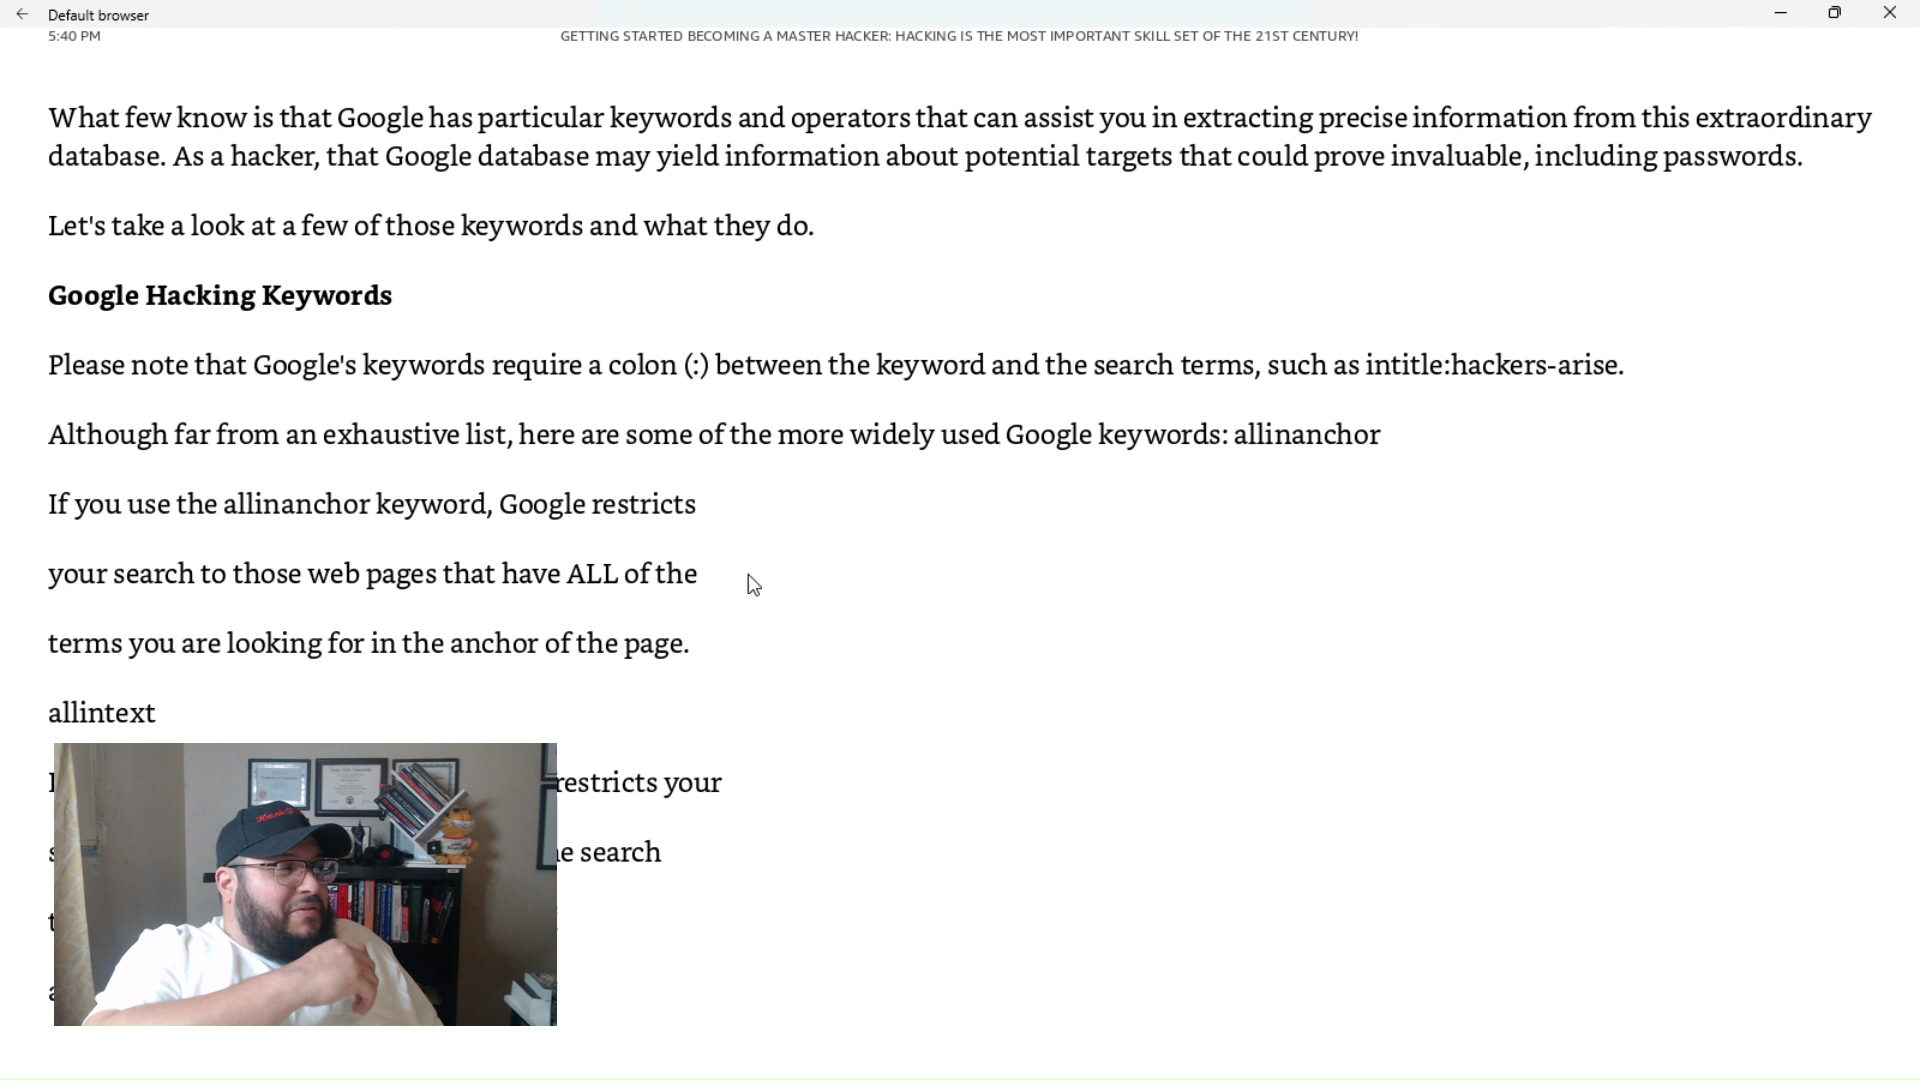 Default browser
5:40 PM
GETTING STARTED BECOMING A MASTER HACKER: HACKING IS THE MOST IMPORTANT SKILL SET OF THE 21ST CENTURY!
What few know is that Google has particular keywords and operators that can assist you in extracting precise information from this extraordinary
database. As a hacker, that Google database may yield information about potential targets that could prove invaluable, including passwords.
Let's take a look at a few of those keywords and what they do.
Google Hacking Keywords
Please note that Google's keywords require a colon (:) between the keyword and the search terms, such as intitle:hackers-arise.
Although far from an exhaustive list, here are some of the more widely used Google keywords: allinanchor
If you use the allinanchor keyword, Google restricts
your search to those web pages that have ALL of the
terms you are looking for in the anchor of the page.
allintext
restricts your
search